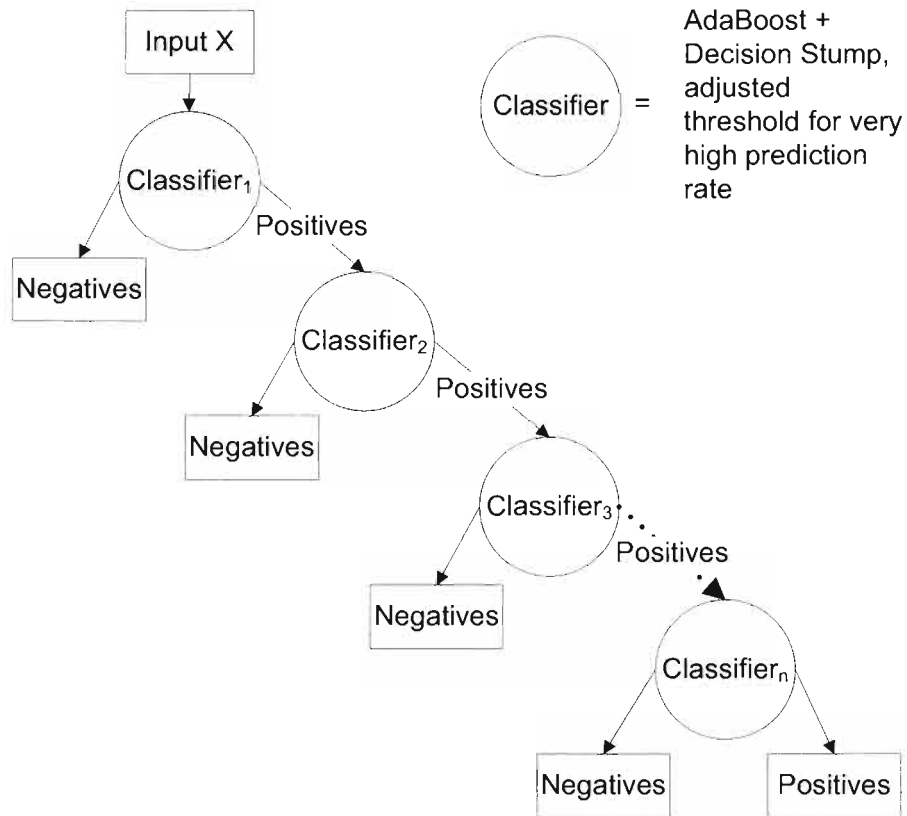 Input X
AdaBoost +
Decision Stump,
adjusted
threshold for very
high prediction
rate
Classifier
=
Classifier₁
Positives
Negatives
Classifier₂
Positives
Negatives
Classifier₃
Positives
Negatives
Classifierₙ
Negatives
Positives